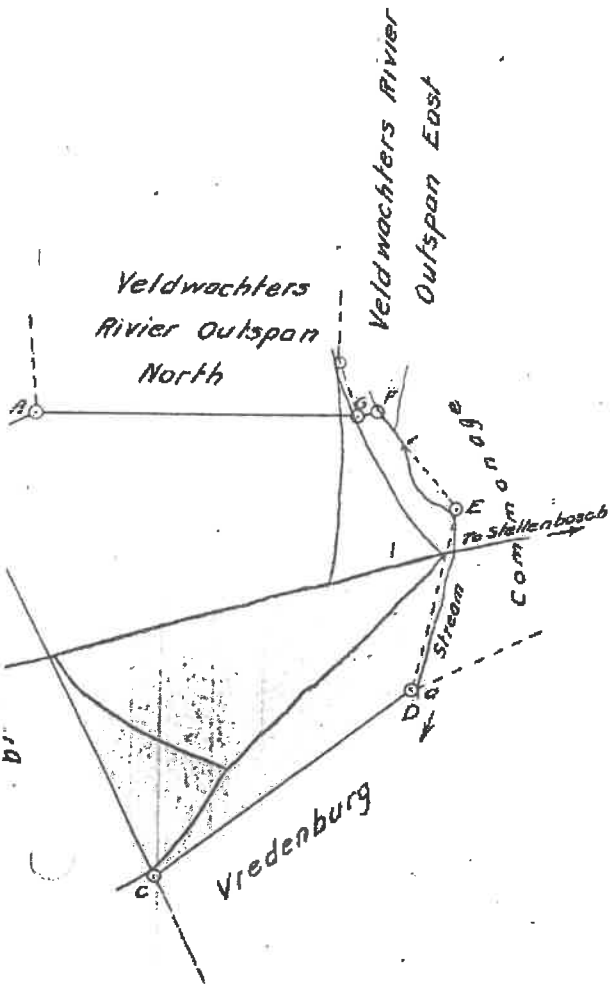 Veldwachters Rivier
Outspan East
Veldwachters
Rivier Outspan
North
A
G
F
E
Commonage
To Stellenbosch
Stream
D
a
Vredenburg
C
b'